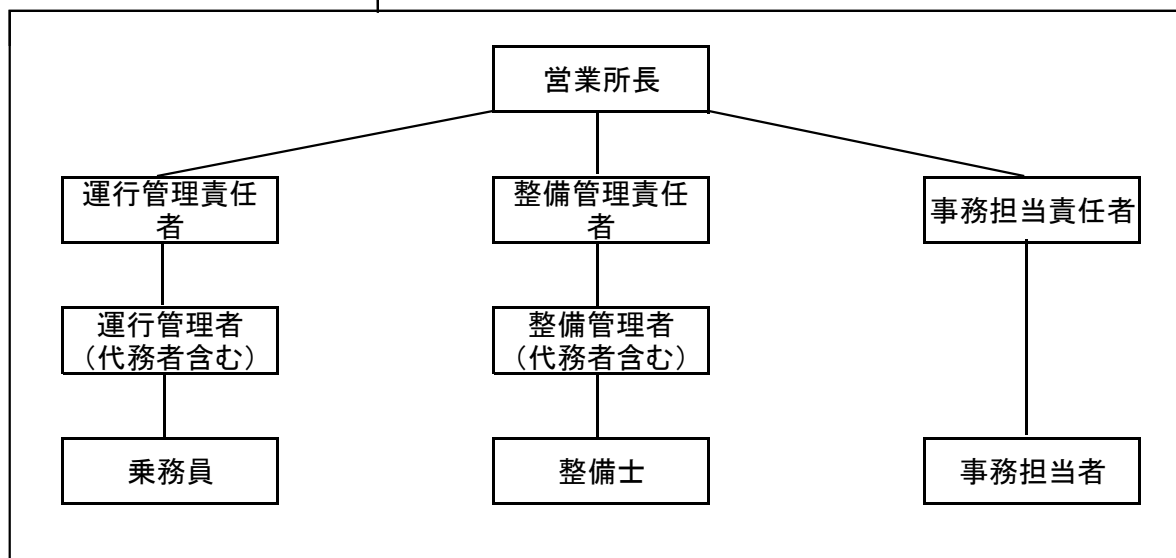 営業所長
運行管理責任
者
整備管理責任
者
事務担当責任者
運行管理者
（代務者含む）
整備管理者
（代務者含む）
乗務員
整備士
事務担当者